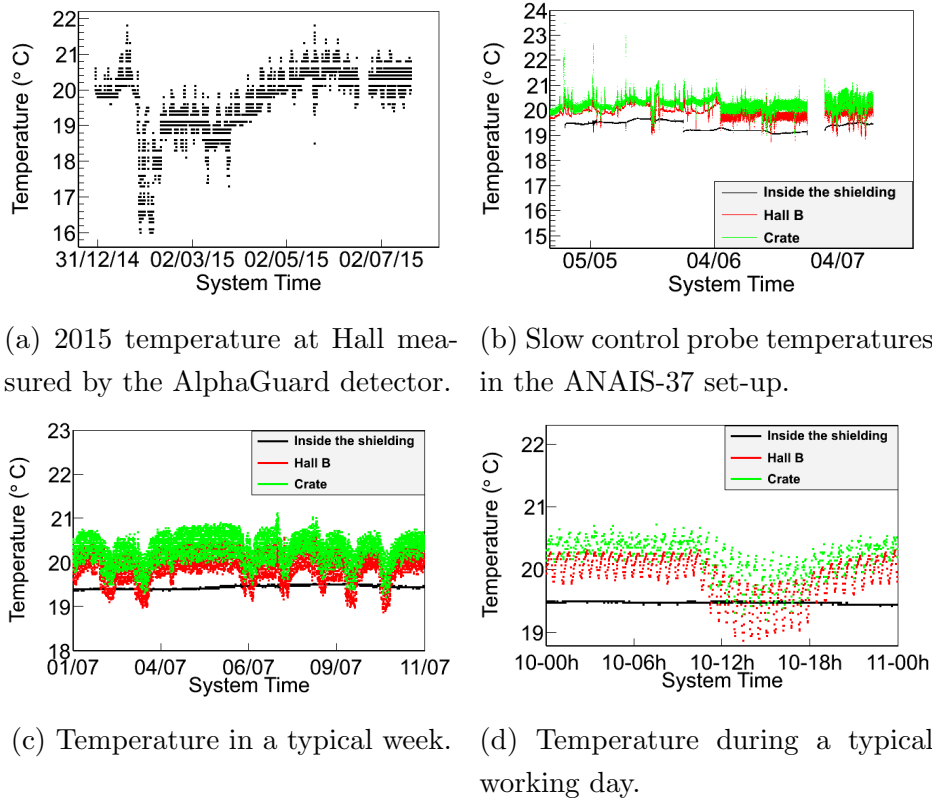 22
21
20
19
18
17
16
Temperature (° C)
31/12/14 02/03/15 02/05/15 02/07/15
System Time
24
23
22
21
20
19
18
17
16
15
Temperature (° C)
Inside the shielding
Hall B
Crate
05/05 04/06 04/07
System Time
(a) 2015 temperature at Hall mea-
sured by the AlphaGuard detector.
(b) Slow control probe temperatures
in the ANAIS-37 set-up.
23
22
21
20
19
18
Temperature (° C)
Inside the shielding
Hall B
Crate
01/07 04/07 06/07 09/07 11/07
System Time
22
21
20
19
Temperature (° C)
Inside the shielding
Hall B
Crate
10-00h 10-06h 10-12h 10-18h 11-00h
System Time
(c) Temperature in a typical week.
(d) Temperature during a typical
working day.